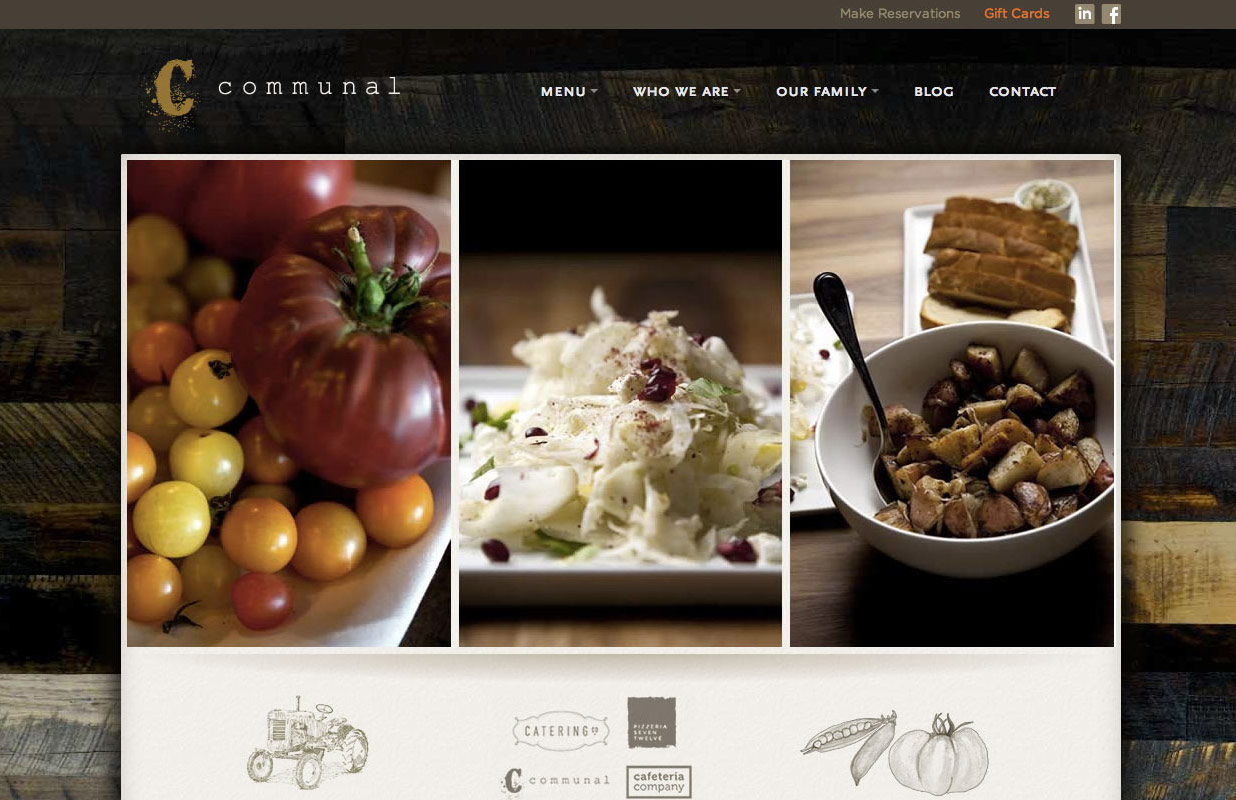 Make Reservations Gift Cards in f
C communal
MENU WHO WE ARE OUR FAMILY BLOG CONTACT
CATERING co
PIZZERIA
SEVEN
TWELVE
C communal
cafeteria
company